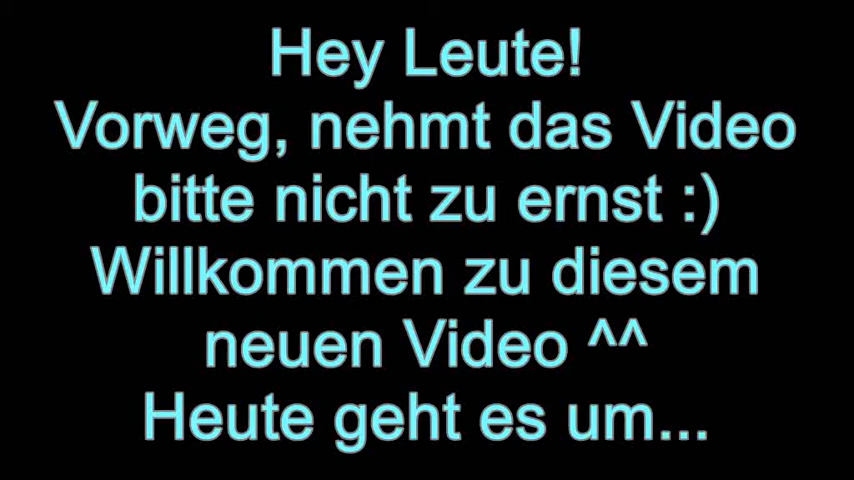 Hey Leute!
Vorweg, nehmt das Video
bitte nicht zu ernst :)
Willkommen zu diesem
neuen Video ^^
Heute geht es um...